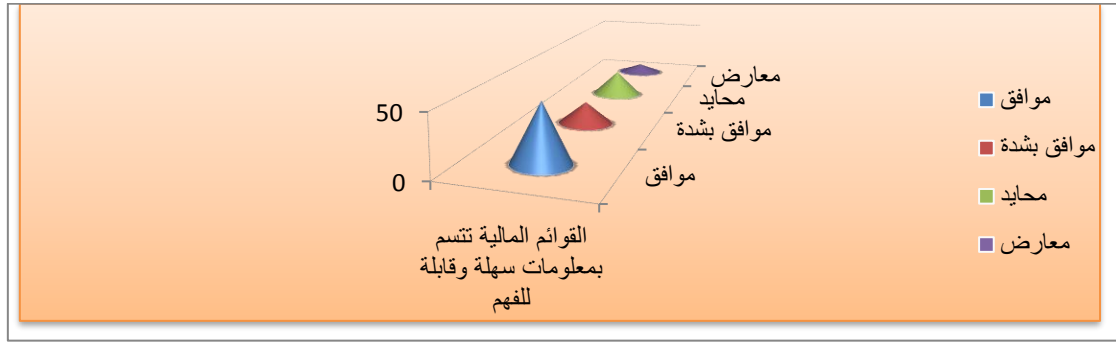 50
0
معارض
محايد
موافق بشدة
موافق
القوائم المالية تتسم
بمعلومات سهلة وقابلة
للفهم
موافق
موافق بشدة
محايد
معارض